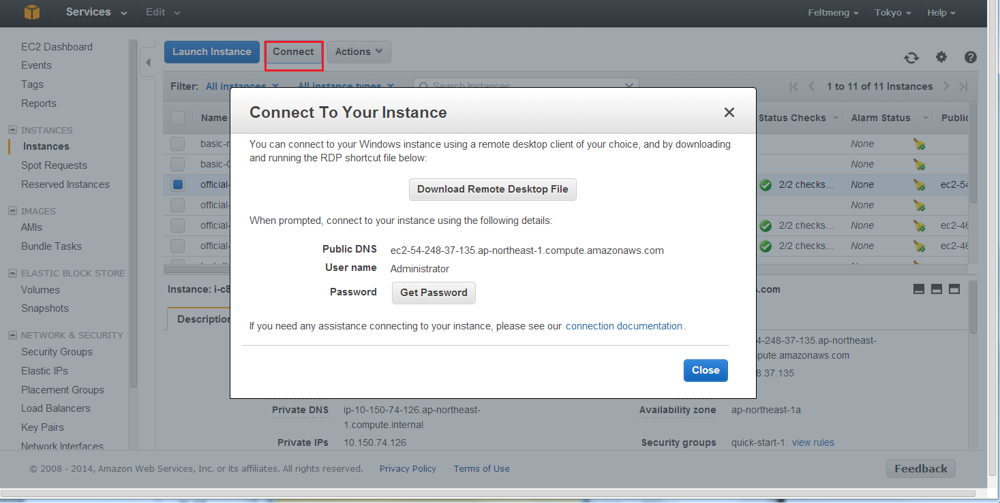 Services Edit Feltmeng Tokyo Help
EC2 Dashboard
Events
Tags
Reports
INSTANCES
Instances
Spot Requests
Reserved Instances
IMAGES
AMIs
Bundle Tasks
ELASTIC BLOCK STORE
Volumes
Snapshots
NETWORK & SECURITY
Security Groups
Elastic IPs
Placement Groups
Load Balancers
Key Pairs
Network Interfaces
Launch Instance Connect Actions
Filter: All instances All instance types Search Instances 1 to 11 of 11 Instances
Name Status Checks Alarm Status Public
basic- None
basic- None
official- 2/2 checks... None ec2-54
official- None
official- 2/2 checks... None ec2-46
official- 2/2 checks... None ec2-46
Connect To Your Instance
You can connect to your Windows instance using a remote desktop client of your choice, and by downloading
and running the RDP shortcut file below:
Download Remote Desktop File
When prompted, connect to your instance using the following details:
Public DNS ec2-54-248-37-135.ap-northeast-1.compute.amazonaws.com
User name Administrator
Password Get Password
If you need any assistance connecting to your instance, please see our connection documentation.
Close
Instance: i-c8 .com
Description
4-248-37-135.ap-northeast-
pute.amazonaws.com
8.37.135
Private DNS ip-10-150-74-126.ap-northeast-
1.compute.internal
Availability zone ap-northeast-1a
Private IPs 10.150.74.126 Security groups quick-start-1. view rules
© 2008 - 2014, Amazon Web Services, Inc. or its affiliates. All rights reserved. Privacy Policy Terms of Use Feedback